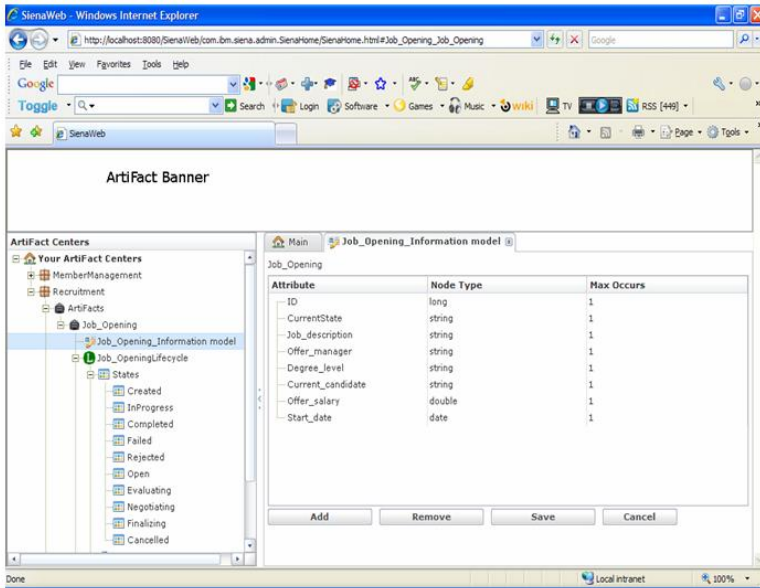 SienaWeb - Windows Internet Explorer
http://localhost:8080/SienaWeb/com.ibm.siena.admin.SienaHome/SienaHome.html#Job_Opening_Job_Opening
Google
File Edit View Favorites Tools Help
Google
Toggle Search Login Software Games Music wiki TV RSS [449]
SienaWeb Page Tools
ArtiFact Banner
ArtiFact Centers
Your ArtiFact Centers
MemberManagement
Recruitment
ArtiFacts
Job_Opening
Job_Opening_Information model
L Job_OpeningLifecycle
States
Created
InProgress
Completed
Failed
Rejected
Open
Evaluating
Negotiating
Finalizing
Cancelled
Main Job_Opening_Information model
Job_Opening
Attribute Node Type Max Occurs
ID long 1
CurrentState string 1
Job_description string 1
Offer_manager string 1
Degree_level string 1
Current_candidate string 1
Offer_salary double 1
Start_date date 1
Add Remove Save Cancel
Done Local intranet 100%